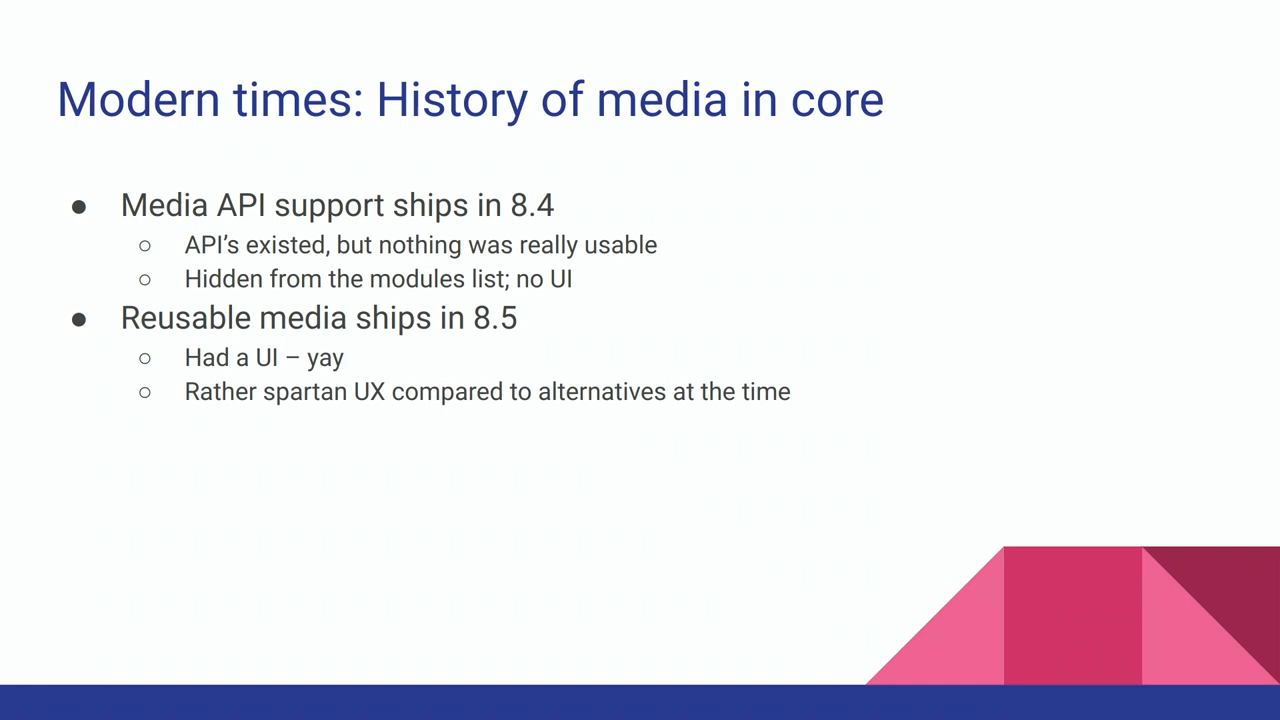 Modern times: History of media in core
● Media API support ships in 8.4
○ API’s existed, but nothing was really usable
○ Hidden from the modules list; no UI
● Reusable media ships in 8.5
○ Had a UI – yay
○ Rather spartan UX compared to alternatives at the time